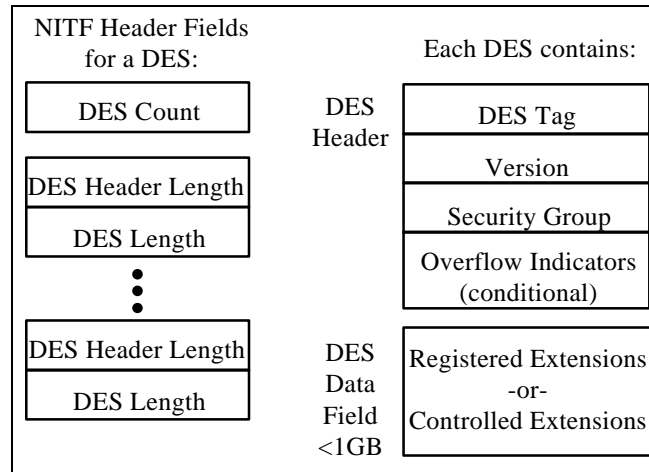 NITF Header Fields
for a DES:
DES Count
DES Header Length
DES Length
DES Header Length
DES Length
Each DES contains:
DES
Header
DES Tag
Version
Security Group
Overflow Indicators
(conditional)
DES
Data
Field
<1GB
Registered Extensions
-or-
Controlled Extensions